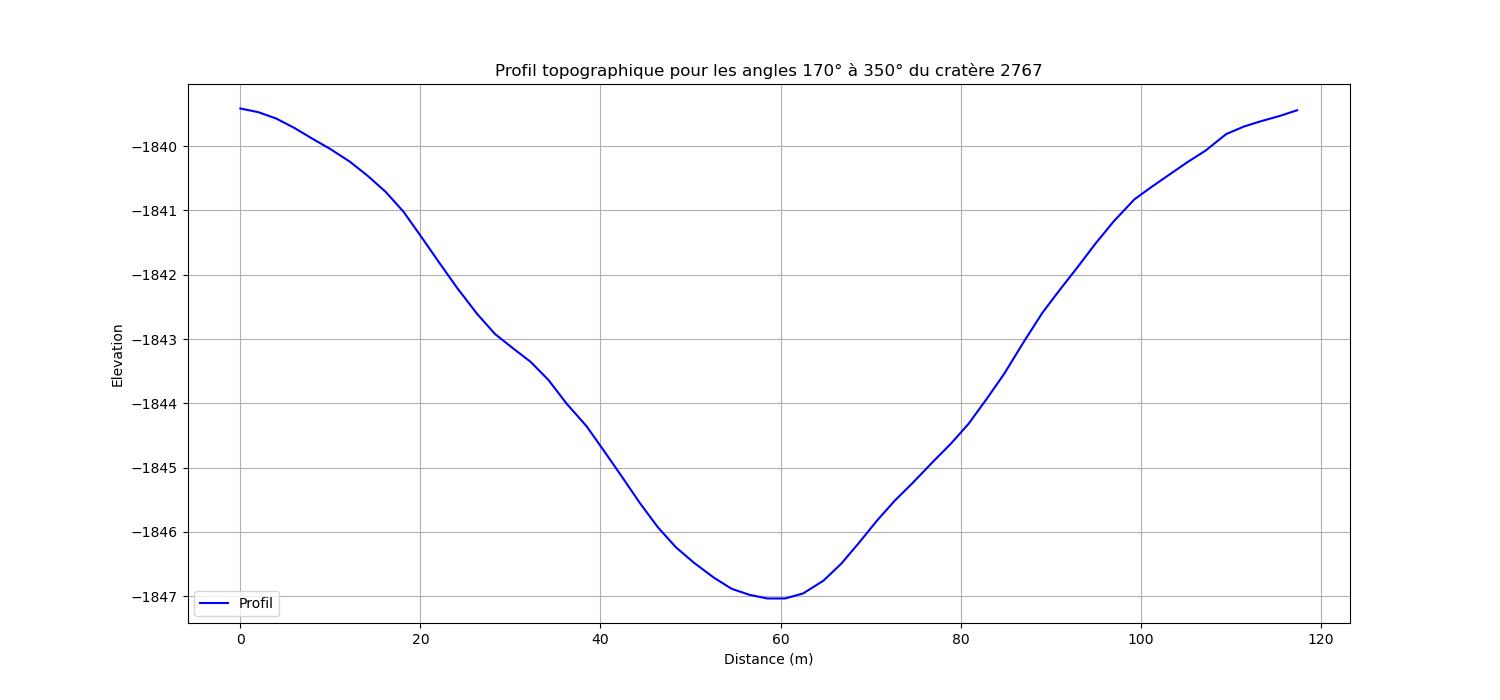 Profil topographique pour les angles 170° à 350° du cratère 2767
Elevation
−1840
−1841
−1842
−1843
−1844
−1845
−1846
−1847
Profil
0 20 40 60 80 100 120
Distance (m)